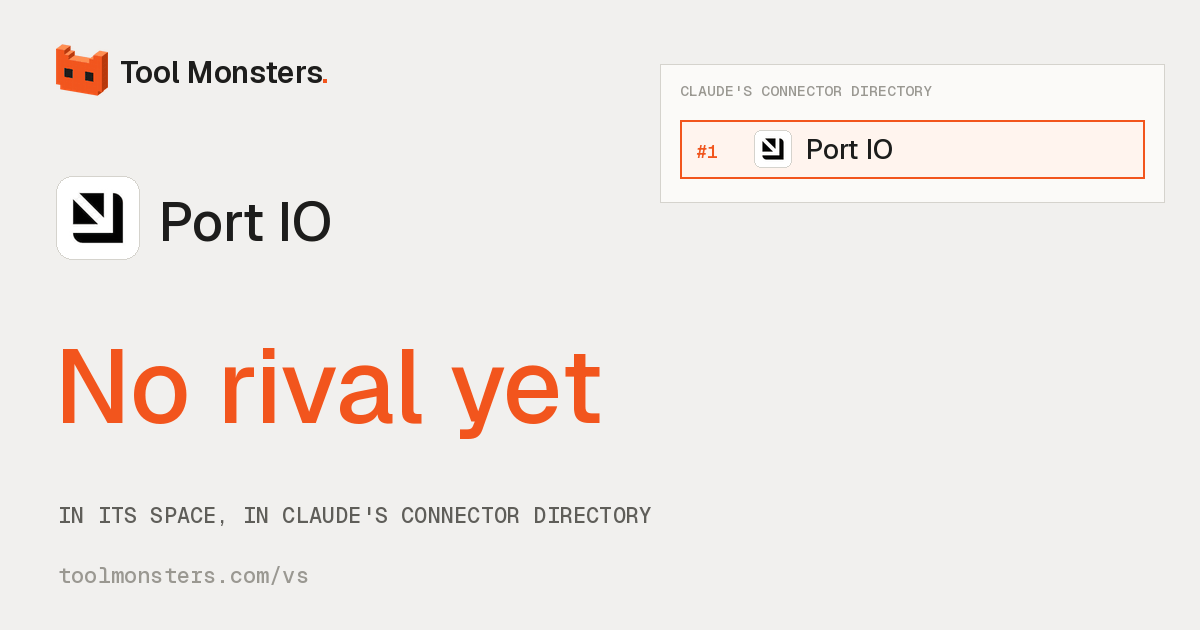 Tool Monsters.
CLAUDE'S CONNECTOR DIRECTORY
#1 Port IO
Port IO
No rival yet
IN ITS SPACE, IN CLAUDE'S CONNECTOR DIRECTORY
toolmonsters.com/vs